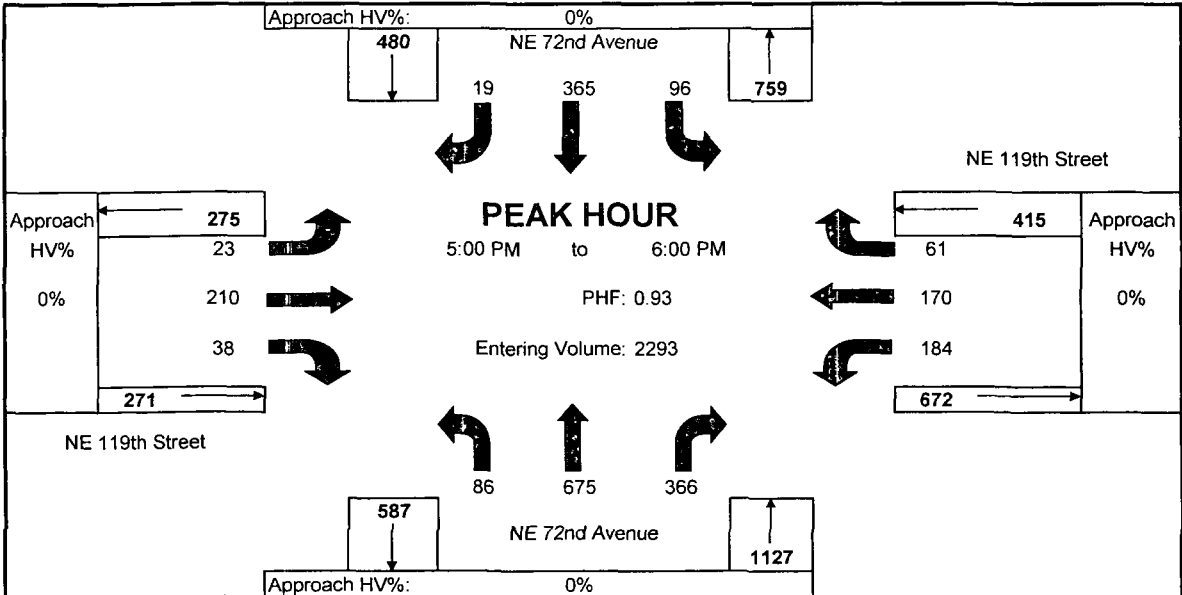 Approach HV%: 0%
480 NE 72nd Avenue 759
19 365 96
NE 119th Street
Approach HV% 0%
275
23
210
38
271
NE 119th Street
PEAK HOUR
5:00 PM to 6:00 PM
PHF: 0.93
Entering Volume: 2293
415
61
170
184
672
Approach HV% 0%
86 675 366
587 NE 72nd Avenue 1127
Approach HV%: 0%